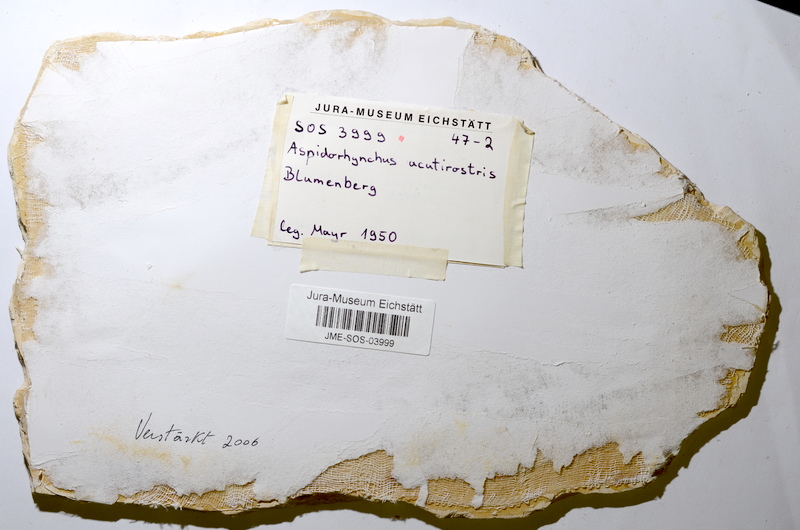 JURA-MUSEUM EICHSTÄTT
SOS 3999 47-2
Aspidorhynchus acutirostris
Blumenberg
leg. Mayr 1950
Jura-Museum Eichstätt
JME-SOS-03999
Verstärkt 2006